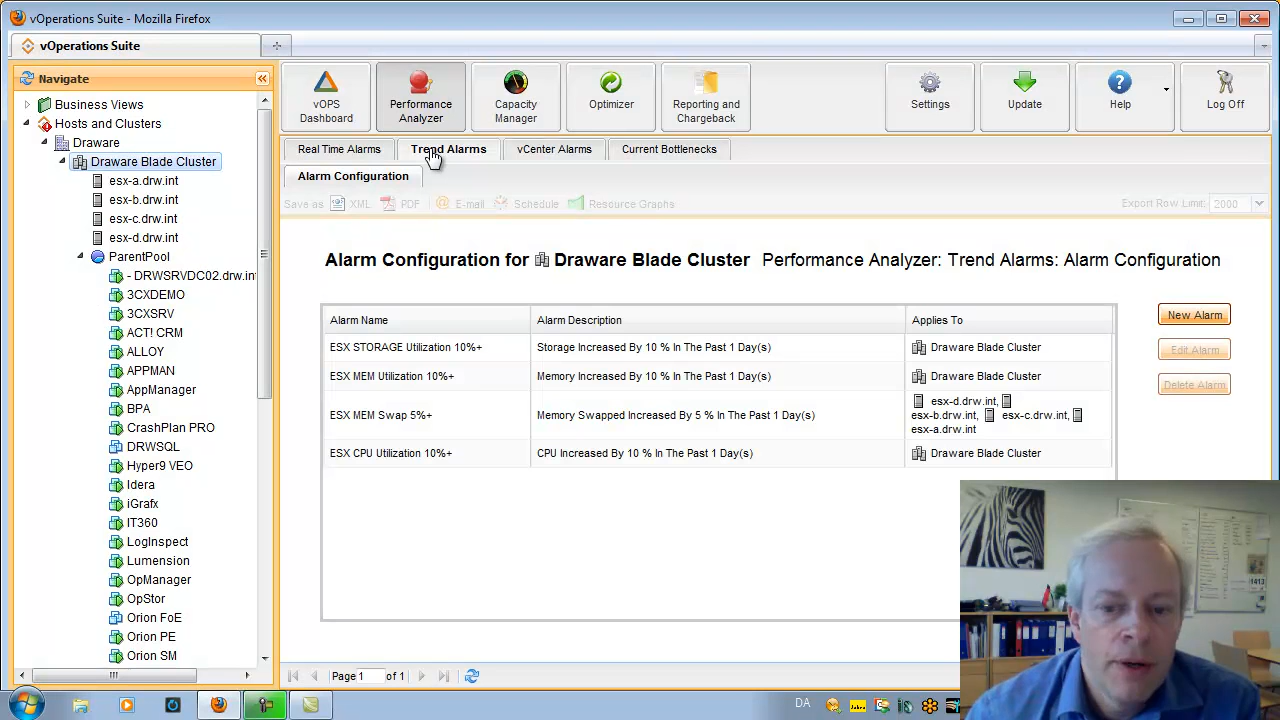 vOperations Suite - Mozilla Firefox
vOperations Suite
Navigate
Business Views
Hosts and Clusters
Draware
Draware Blade Cluster
esx-a.drw.int
esx-b.drw.int
esx-c.drw.int
esx-d.drw.int
ParentPool
- DRWSRVDC02.drw.int
3CXDEMO
3CXSRV
ACT! CRM
ALLOY
APPMAN
AppManager
BPA
CrashPlan PRO
DRWSQL
Hyper9 VEO
Idera
iGrafx
IT360
LogInspect
Lumension
OpManager
OpStor
Orion FoE
Orion PE
Orion SM
vOPS Dashboard
Performance Analyzer
Capacity Manager
Optimizer
Reporting and Chargeback
Settings
Update
Help
Log Off
Real Time Alarms
Trend Alarms
vCenter Alarms
Current Bottlenecks
Alarm Configuration
Save as XML PDF E-mail Schedule Resource Graphs Export Row Limit: 2000
Alarm Configuration for Draware Blade Cluster Performance Analyzer: Trend Alarms: Alarm Configuration
Alarm Name Alarm Description Applies To
ESX STORAGE Utilization 10%+ Storage Increased By 10 % In The Past 1 Day(s) Draware Blade Cluster
ESX MEM Utilization 10%+ Memory Increased By 10 % In The Past 1 Day(s) Draware Blade Cluster
ESX MEM Swap 5%+ Memory Swapped Increased By 5 % In The Past 1 Day(s) esx-d.drw.int,
esx-b.drw.int, esx-c.drw.int,
esx-a.drw.int
ESX CPU Utilization 10%+ CPU Increased By 10 % In The Past 1 Day(s) Draware Blade Cluster
New Alarm
Edit Alarm
Delete Alarm
Page 1 of 1
DA
Jabra
1413